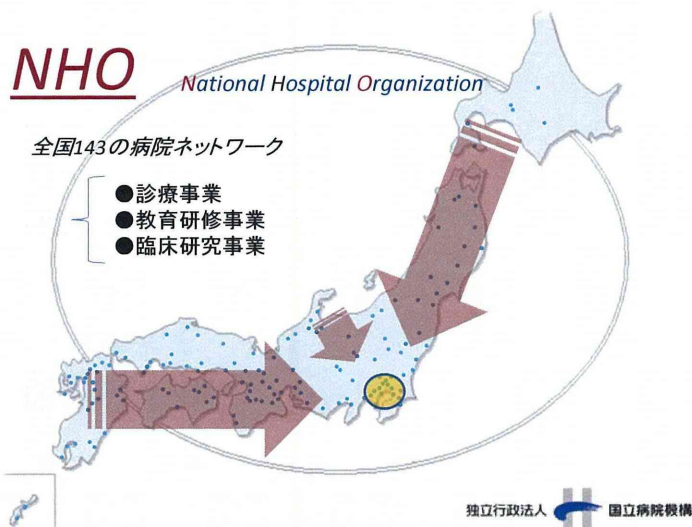 NHO
National Hospital Organization
全国143の病院ネットワーク
●診療事業
●教育研修事業
●臨床研究事業
独立行政法人 国立病院機構